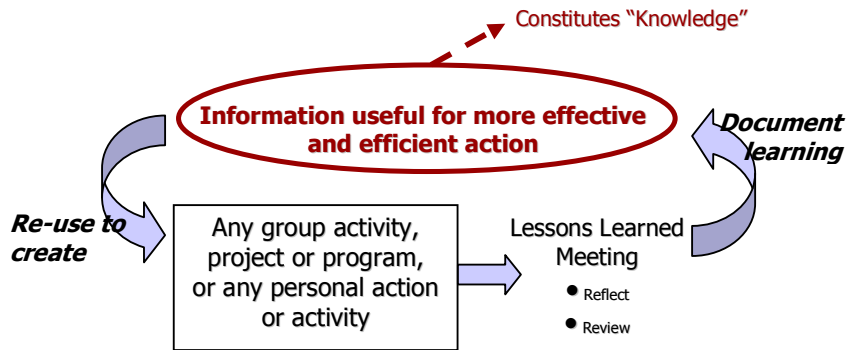 Constitutes “Knowledge”
Information useful for more effective
and efficient action
Document
learning
Re-use to
create
Any group activity,
project or program,
or any personal action
or activity
Lessons Learned
Meeting
● Reflect
● Review